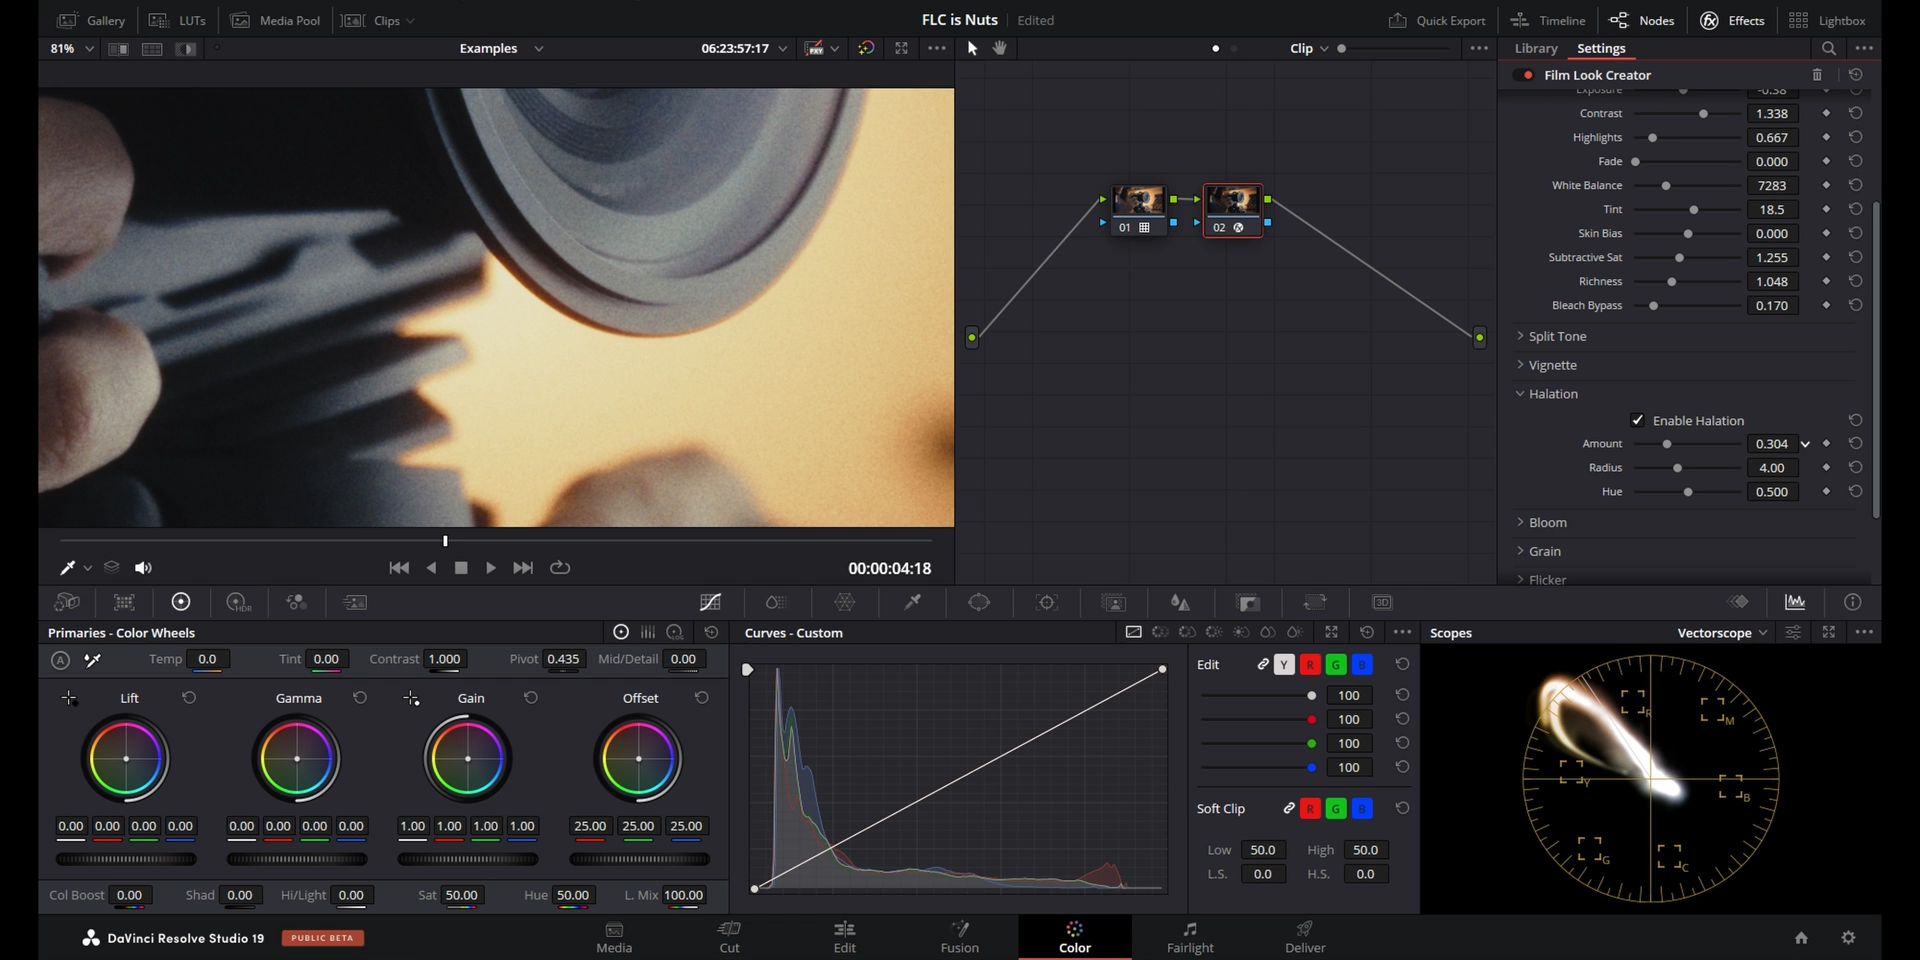 Gallery LUTs Media Pool Clips FLC is Nuts Edited Quick Export Timeline Nodes Effects Lightbox
81% Examples 06:23:57:17 Clip Library Settings
Film Look Creator
Exposure -0.38
Contrast 1.338
Highlights 0.667
Fade 0.000
White Balance 7283
Tint 18.5
Skin Bias 0.000
Subtractive Sat 1.255
Richness 1.048
Bleach Bypass 0.170
Split Tone
Vignette
Halation
Enable Halation
Amount 0.304
Radius 4.00
Hue 0.500
Bloom
Grain
Flicker
01 02
00:00:04:18
HDR 3D
Primaries - Color Wheels LOG
A Temp 0.0 Tint 0.00 Contrast 1.000 Pivot 0.435 Mid/Detail 0.00
Lift Gamma Gain Offset
0.00 0.00 0.00 0.00 0.00 0.00 0.00 0.00 1.00 1.00 1.00 1.00 25.00 25.00 25.00
Col Boost 0.00 Shad 0.00 Hi/Light 0.00 Sat 50.00 Hue 50.00 L. Mix 100.00
Curves - Custom
Edit Y R G B
100
100
100
100
Soft Clip R G B
Low 50.0 High 50.0
L.S. 0.0 H.S. 0.0
Scopes Vectorscope
R M
Y B
G C
DaVinci Resolve Studio 19 PUBLIC BETA
Media Cut Edit Fusion Color Fairlight Deliver